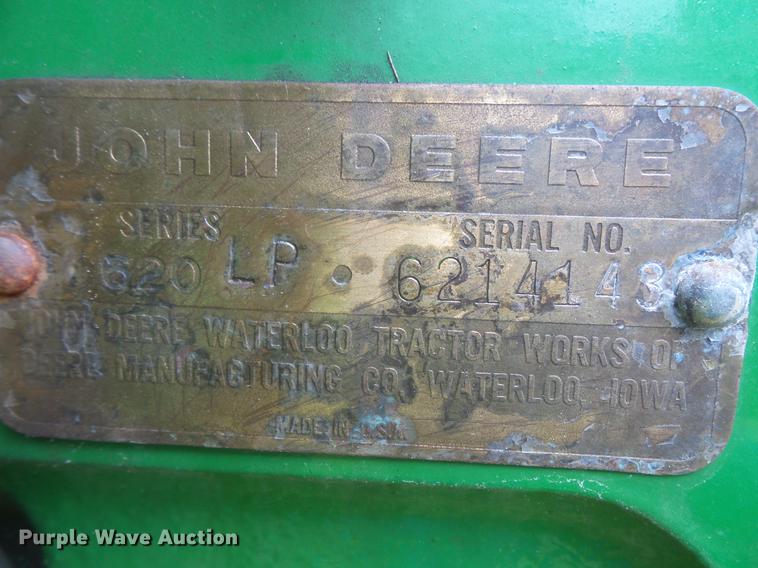 JOHN DEERE
SERIES SERIAL NO.
620 LP • 6214143
JOHN DEERE WATERLOO TRACTOR WORKS OF
DEERE MANUFACTURING CO. WATERLOO, IOWA
MADE IN U.S.A.
Purple Wave Auction